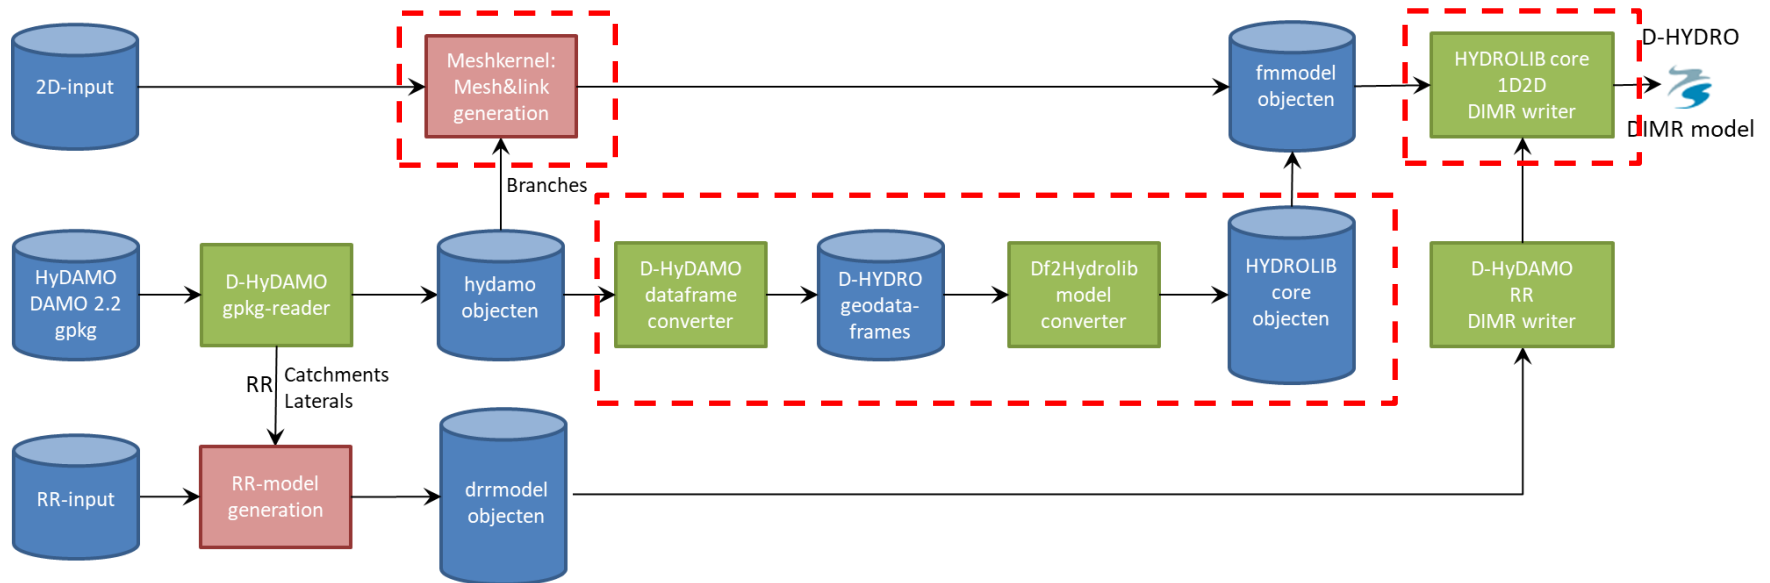 2D-input
Meshkernel:
Mesh&link
generation
fmmodel
objecten
HYDROLIB core
1D2D
DIMR writer
D-HYDRO
DIMR model
Branches
HyDAMO
DAMO 2.2
gpkg
D-HyDAMO
gpkg-reader
hydamo
objecten
D-HyDAMO
dataframe
converter
D-HYDRO
geodata-
frames
Df2Hydrolib
model
converter
HYDROLIB
core
objecten
D-HyDAMO
RR
DIMR writer
RR
Catchments
Laterals
RR-input
RR-model
generation
drrmodel
objecten